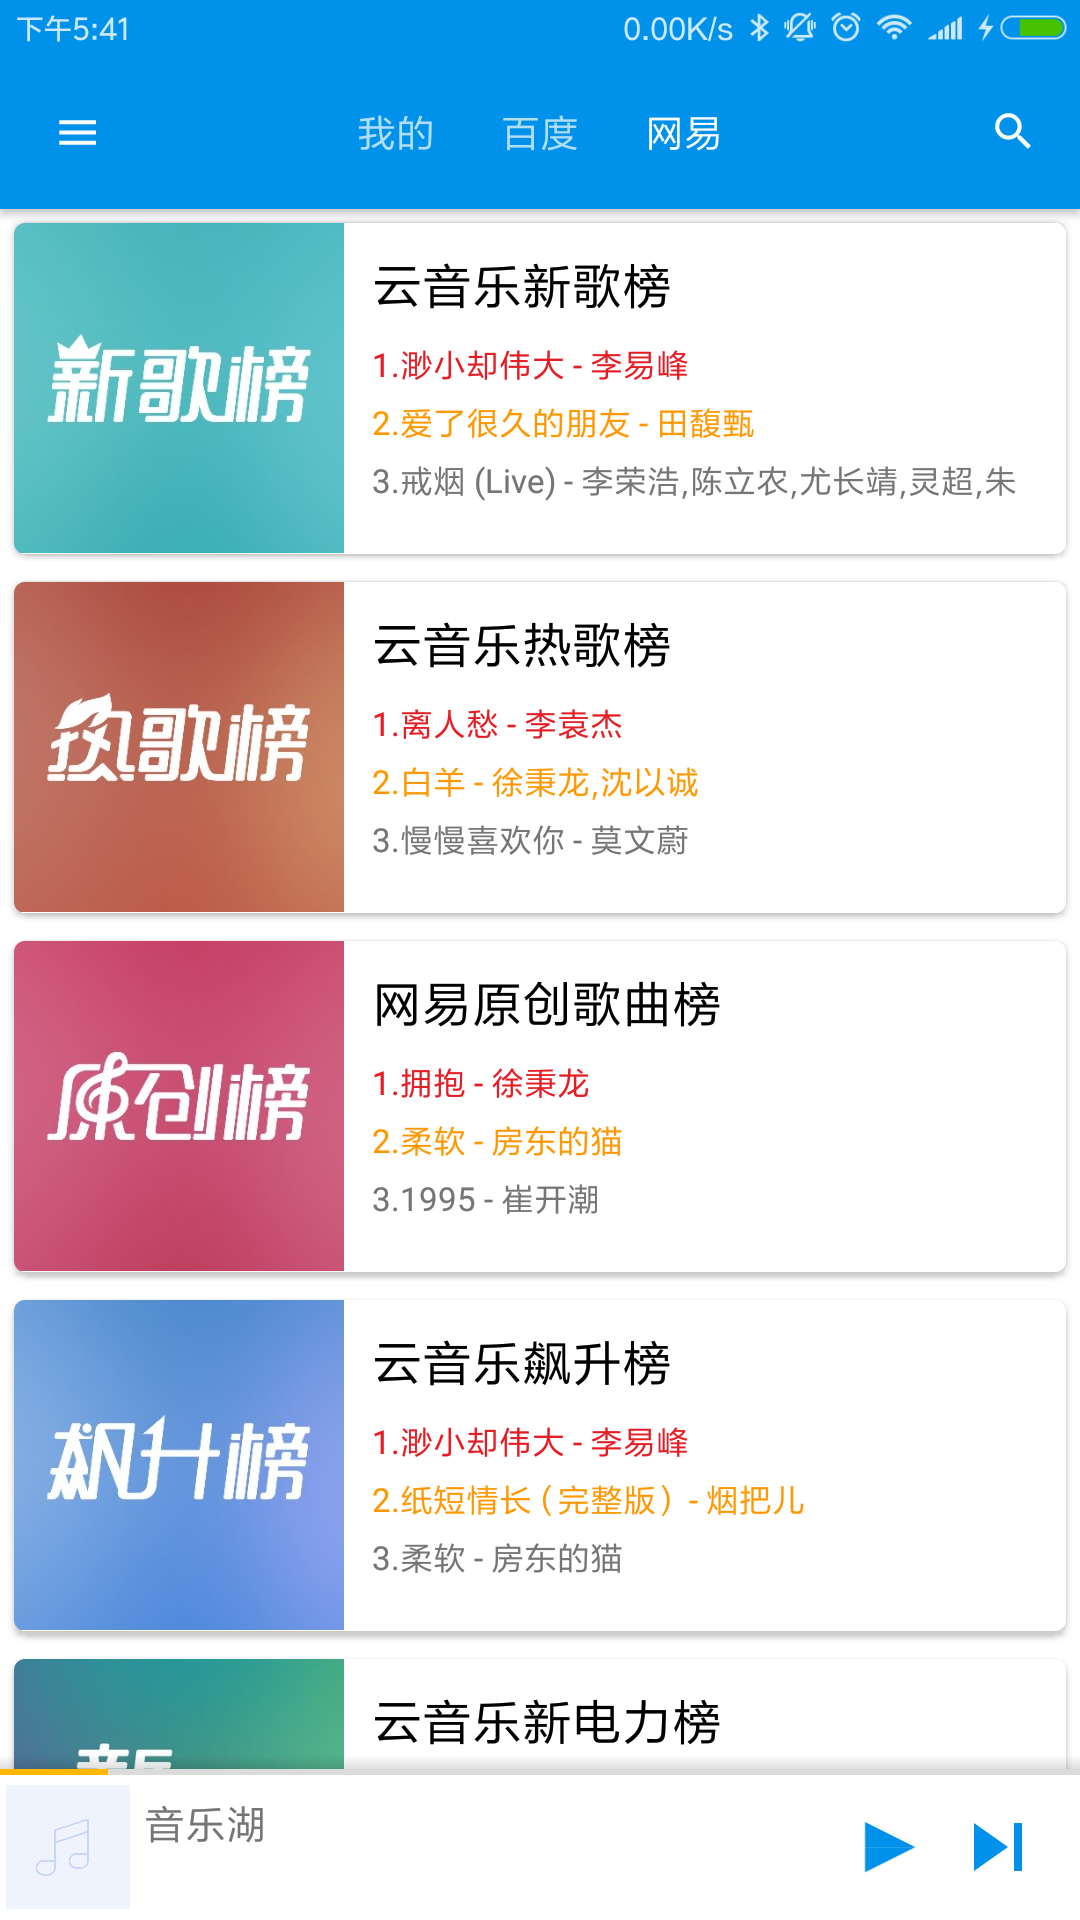 下午5:41
0.00K/s
我的 百度 网易
新歌榜
云音乐新歌榜
1.渺小却伟大 - 李易峰
2.爱了很久的朋友 - 田馥甄
3.戒烟 (Live) - 李荣浩,陈立农,尤长靖,灵超,朱
热歌榜
云音乐热歌榜
1.离人愁 - 李袁杰
2.白羊 - 徐秉龙,沈以诚
3.慢慢喜欢你 - 莫文蔚
原创榜
网易原创歌曲榜
1.拥抱 - 徐秉龙
2.柔软 - 房东的猫
3.1995 - 崔开潮
飙升榜
云音乐飙升榜
1.渺小却伟大 - 李易峰
2.纸短情长（完整版）- 烟把儿
3.柔软 - 房东的猫
云音乐新电力榜
音乐湖